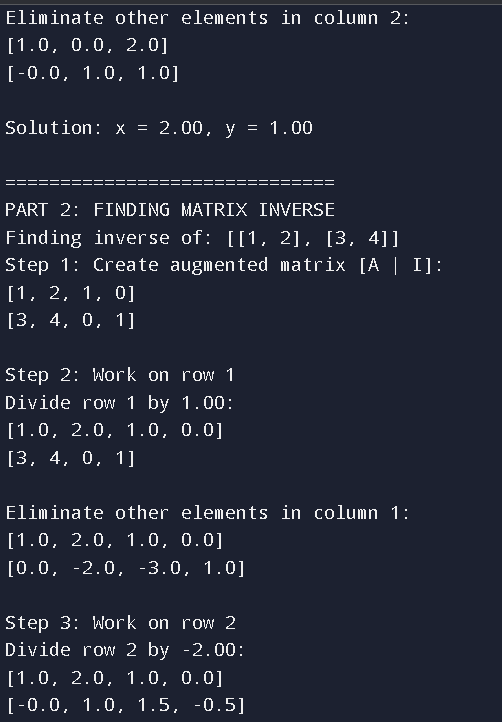 Eliminate other elements in column 2:
[1.0, 0.0, 2.0]
[-0.0, 1.0, 1.0]
Solution: x = 2.00, y = 1.00
==============================
PART 2: FINDING MATRIX INVERSE
Finding inverse of: [[1, 2], [3, 4]]
Step 1: Create augmented matrix [A | I]:
[1, 2, 1, 0]
[3, 4, 0, 1]
Step 2: Work on row 1
Divide row 1 by 1.00:
[1.0, 2.0, 1.0, 0.0]
[3, 4, 0, 1]
Eliminate other elements in column 1:
[1.0, 2.0, 1.0, 0.0]
[0.0, -2.0, -3.0, 1.0]
Step 3: Work on row 2
Divide row 2 by -2.00:
[1.0, 2.0, 1.0, 0.0]
[-0.0, 1.0, 1.5, -0.5]